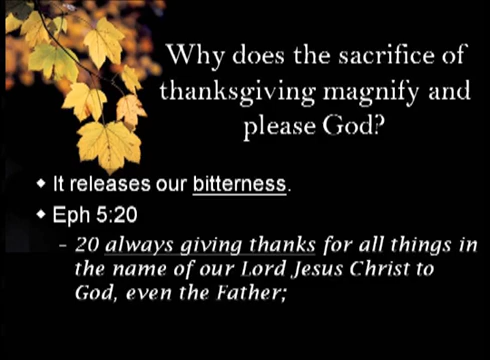 Why does the sacrifice of
thanksgiving magnify and
please God?
◆ It releases our bitterness.
◆ Eph 5:20
– 20 always giving thanks for all things in
the name of our Lord Jesus Christ to
God, even the Father;